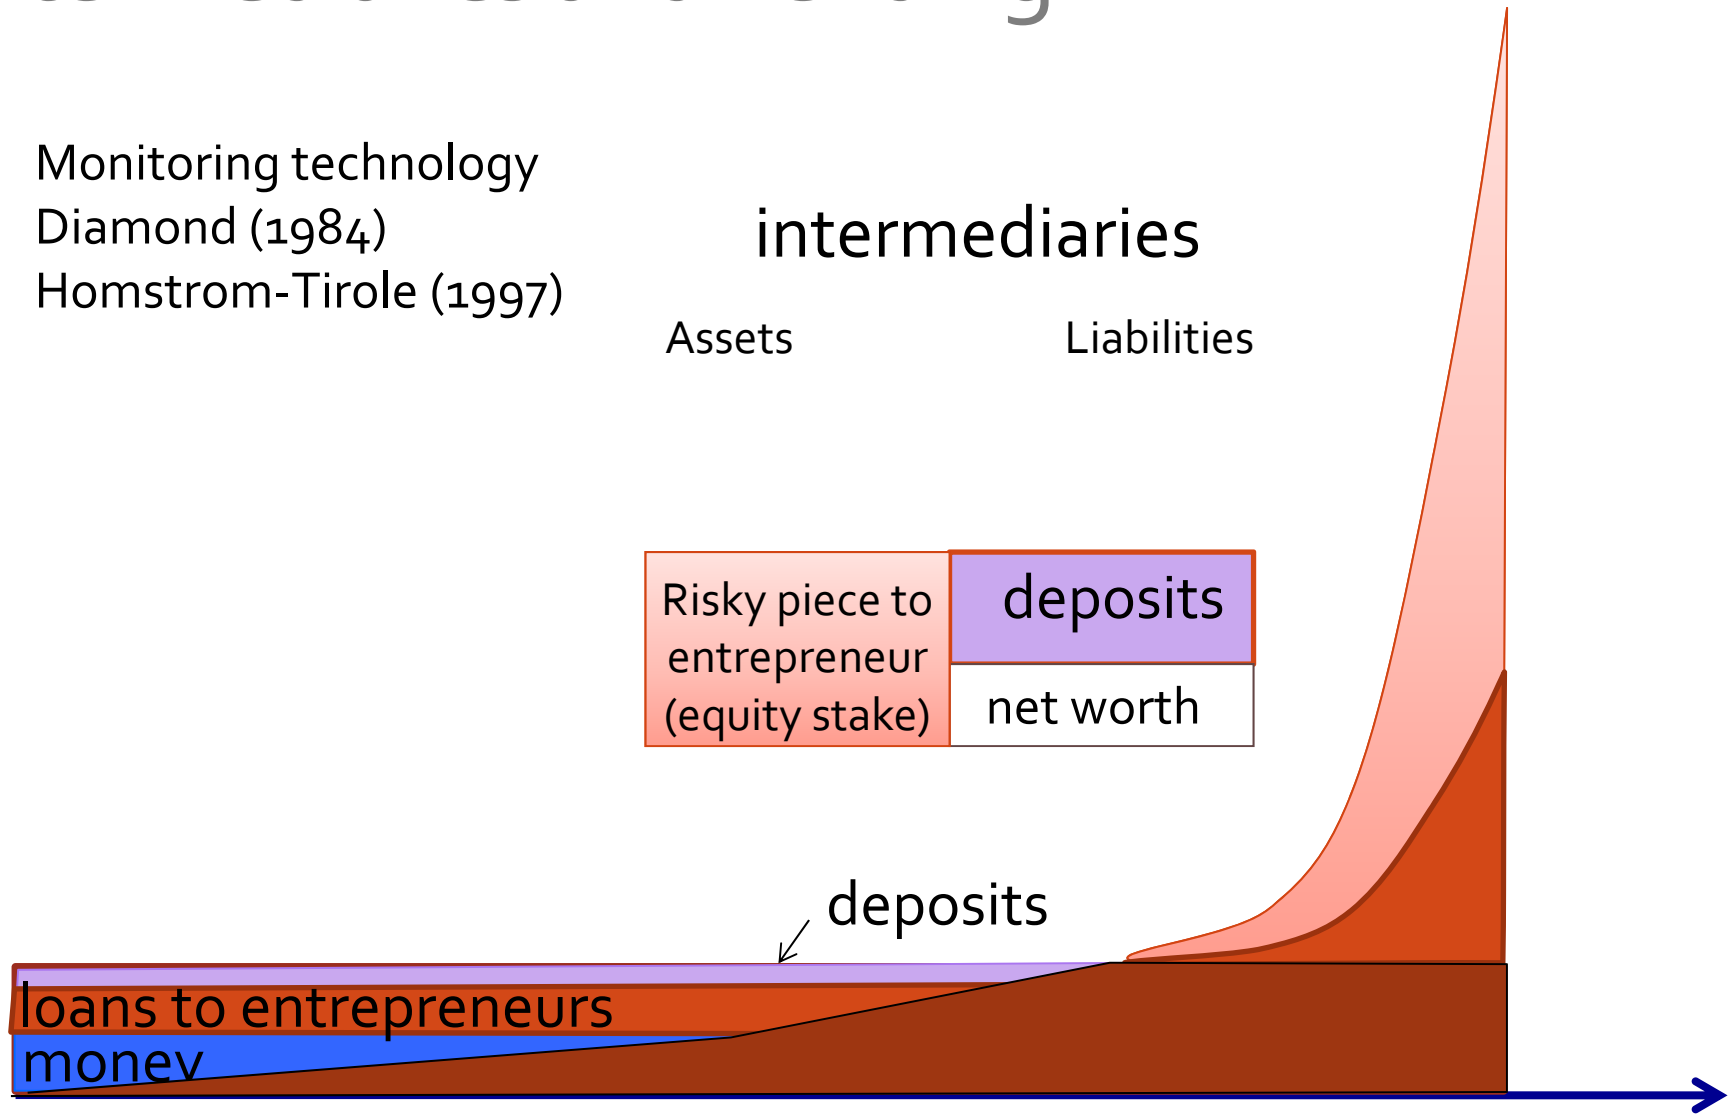 Monitoring technology
Diamond (1984)
Homstrom-Tirole (1997)
intermediaries
Assets
Liabilities
Risky piece to
entrepreneur
(equity stake)
deposits
net worth
deposits
loans to entrepreneurs
money